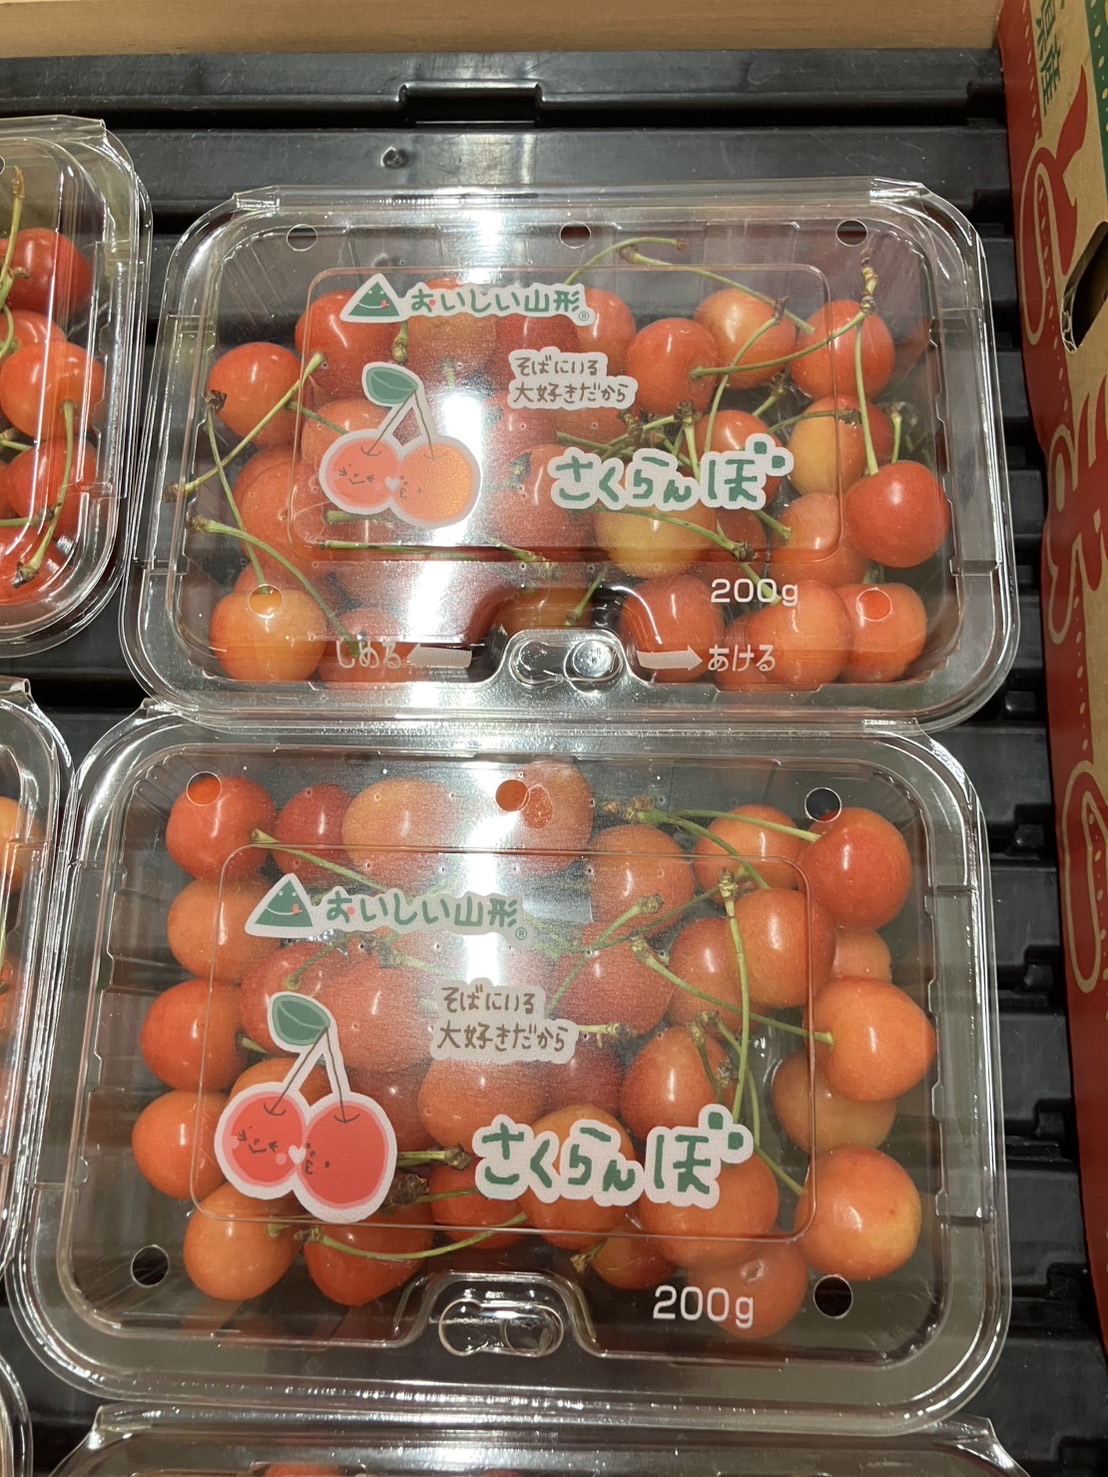 県産
おいしい山形®
そばにいる
大好きだから
さくらんぼ
200g
しめる
あける
おいしい山形®
そばにいる
大好きだから
さくらんぼ
200g